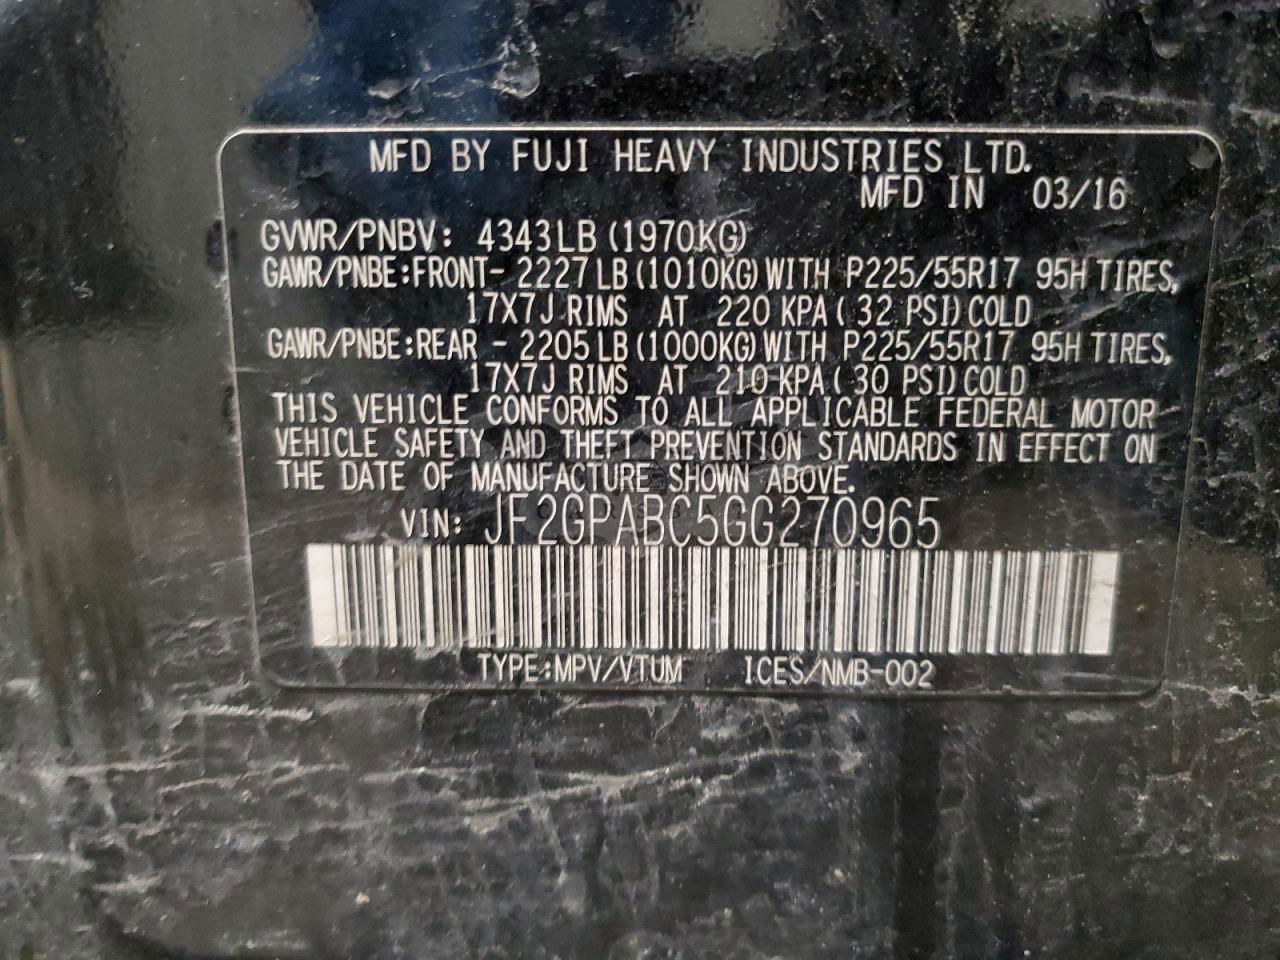 MFD BY FUJI HEAVY INDUSTRIES LTD.
MFD IN 03/16
GVWR/PNBV: 4343LB (1970KG)
GAWR/PNBE:FRONT- 2227 LB (1010KG) WITH P225/55R17 95H TIRES,
17X7J RIMS AT 220 KPA ( 32 PSI) COLD
GAWR/PNBE:REAR - 2205 LB (1000KG) WITH P225/55R17 95H TIRES,
17X7J RIMS AT 210 KPA ( 30 PSI) COLD
THIS VEHICLE CONFORMS TO ALL APPLICABLE FEDERAL MOTOR
VEHICLE SAFETY AND THEFT PREVENTION STANDARDS IN EFFECT ON
THE DATE OF MANUFACTURE SHOWN ABOVE.
VIN: JF2GPABC5GG270965
TYPE:MPV/VTUM ICES/NMB-002